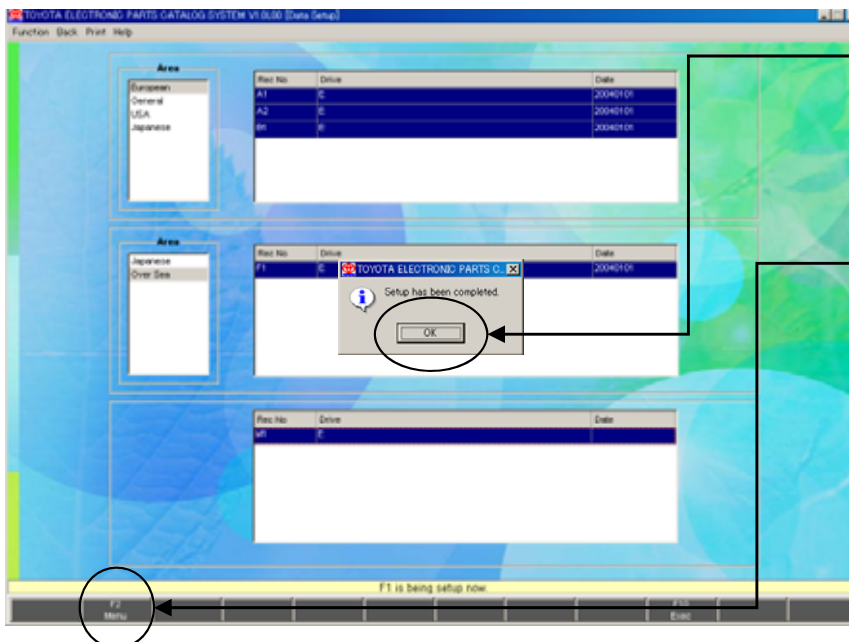 TOYOTA ELECTRONIC PARTS CATALOG SYSTEM V1.0L00 [Data Setup]
Function Back Print Help
Area
European
General
USA
Japanese
Rec No Drive Date
A1 E 20040101
A2 E 20040101
B1 E 20040101
Area
Japanese
Over Sea
Rec No Drive Date
F1 E 20040101
TOYOTA ELECTRONIC PARTS C..
Setup has been completed.
OK
Rec No Drive Date
E
F1 is being setup now.
F2
Menu
F10
Exec